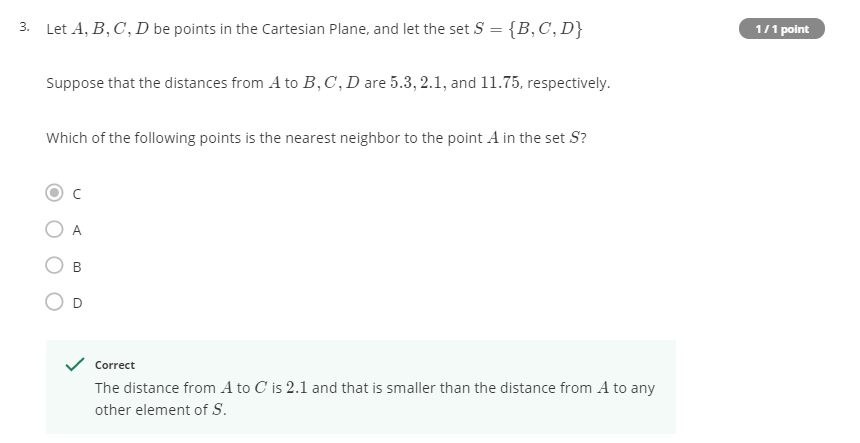 3. Let A, B, C, D be points in the Cartesian Plane, and let the set S = {B, C, D}
1 / 1 point
Suppose that the distances from A to B, C, D are 5.3, 2.1, and 11.75, respectively.
Which of the following points is the nearest neighbor to the point A in the set S?
C
A
B
D
Correct
The distance from A to C is 2.1 and that is smaller than the distance from A to any
other element of S.